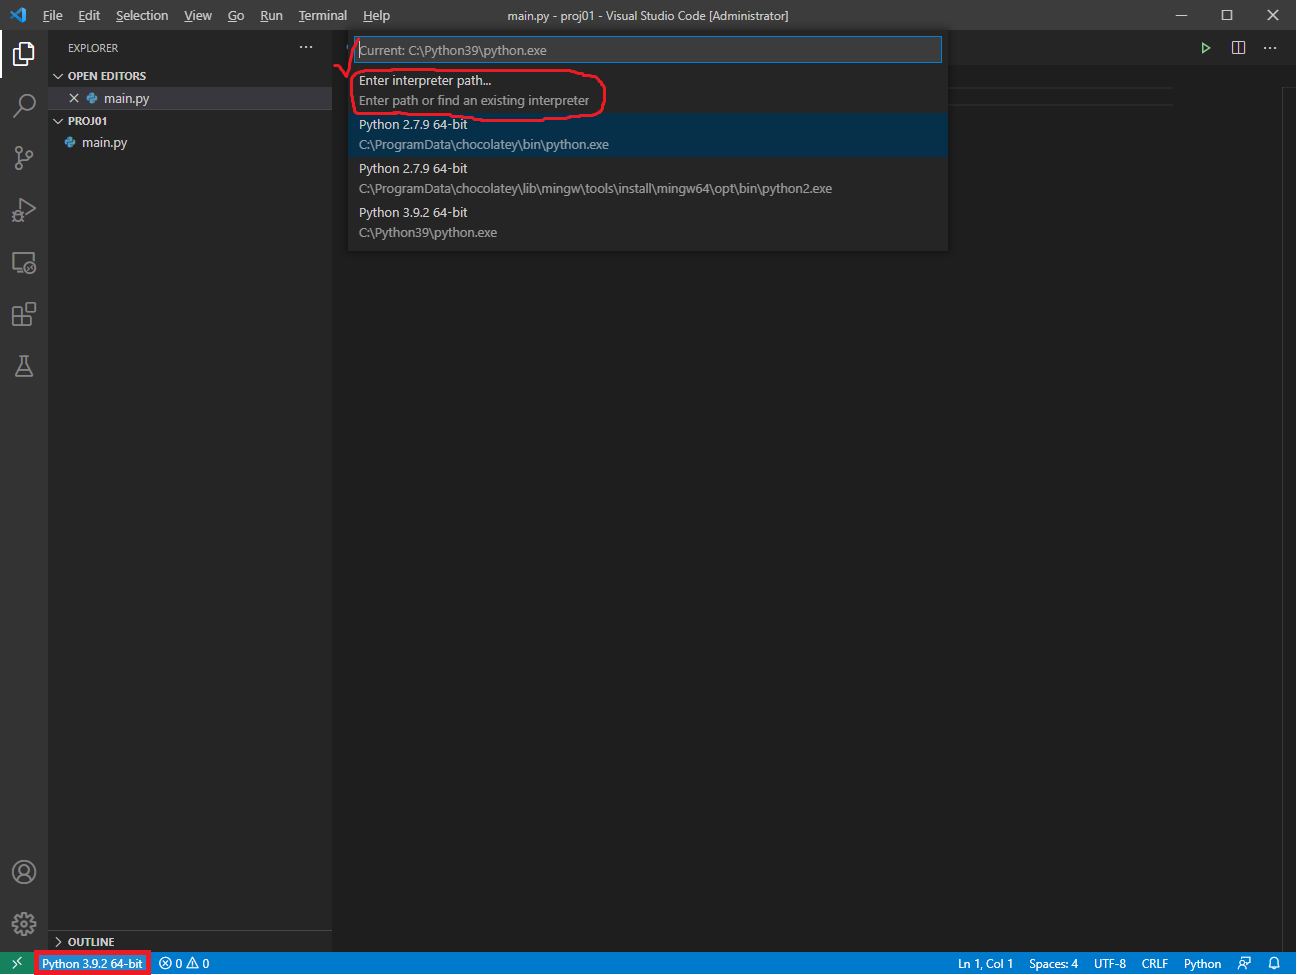 File Edit Selection View Go Run Terminal Help main.py - proj01 - Visual Studio Code [Administrator]
EXPLORER
OPEN EDITORS
main.py
PROJ01
main.py
Current: C:\Python39\python.exe
Enter interpreter path...
Enter path or find an existing interpreter
Python 2.7.9 64-bit
C:\ProgramData\chocolatey\bin\python.exe
Python 2.7.9 64-bit
C:\ProgramData\chocolatey\lib\mingw\tools\install\mingw64\opt\bin\python2.exe
Python 3.9.2 64-bit
C:\Python39\python.exe
OUTLINE
Python 3.9.2 64-bit 0 0 Ln 1, Col 1 Spaces: 4 UTF-8 CRLF Python